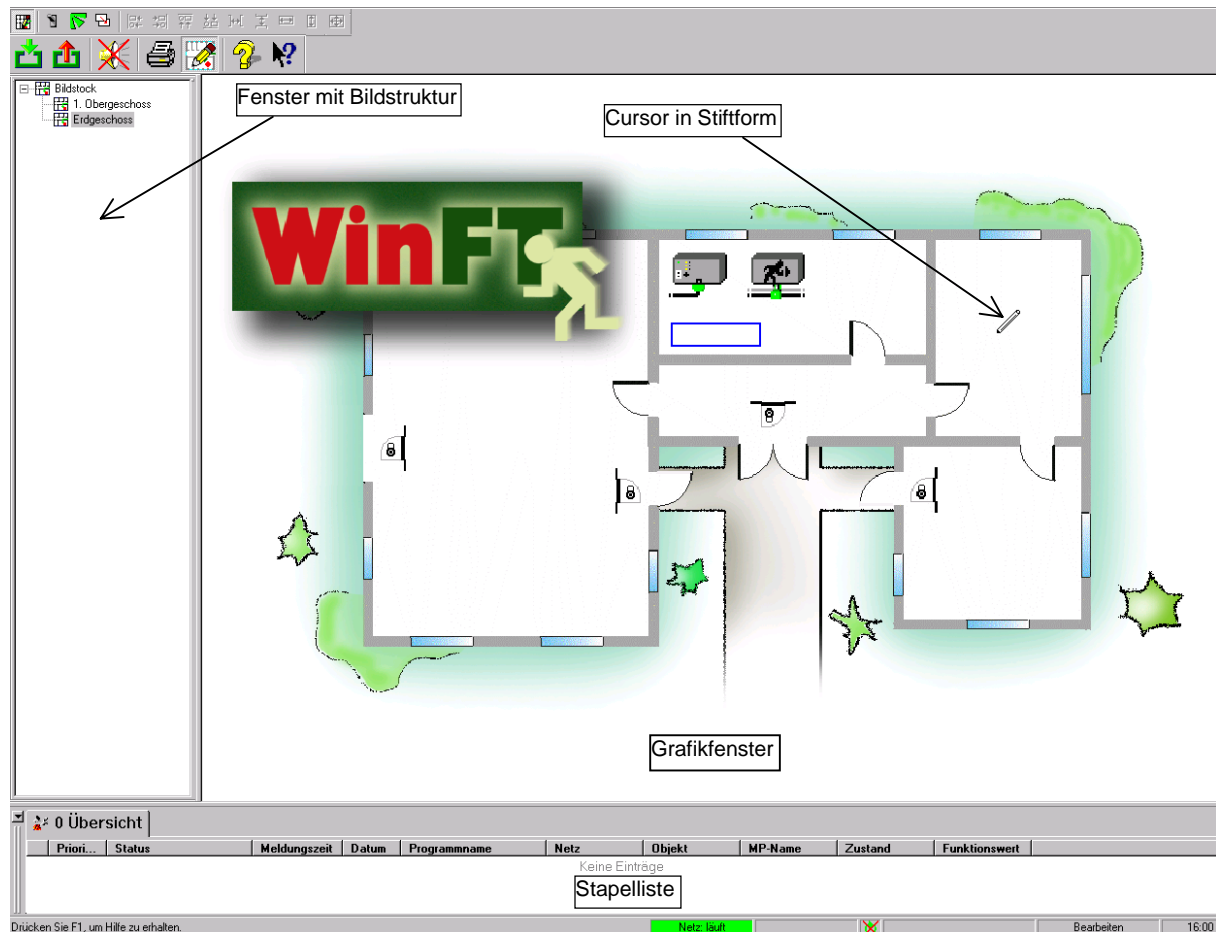 Bildstock
1. Obergeschoss
Erdgeschoss
Fenster mit Bildstruktur
Cursor in Stiftform
WinFT
Grafikfenster
0 Übersicht
Priori... Status Meldungszeit Datum Programmname Netz Objekt MP-Name Zustand Funktionswert
Keine Einträge
Stapelliste
Drücken Sie F1, um Hilfe zu erhalten. Netz: läuft Bearbeiten 16:00